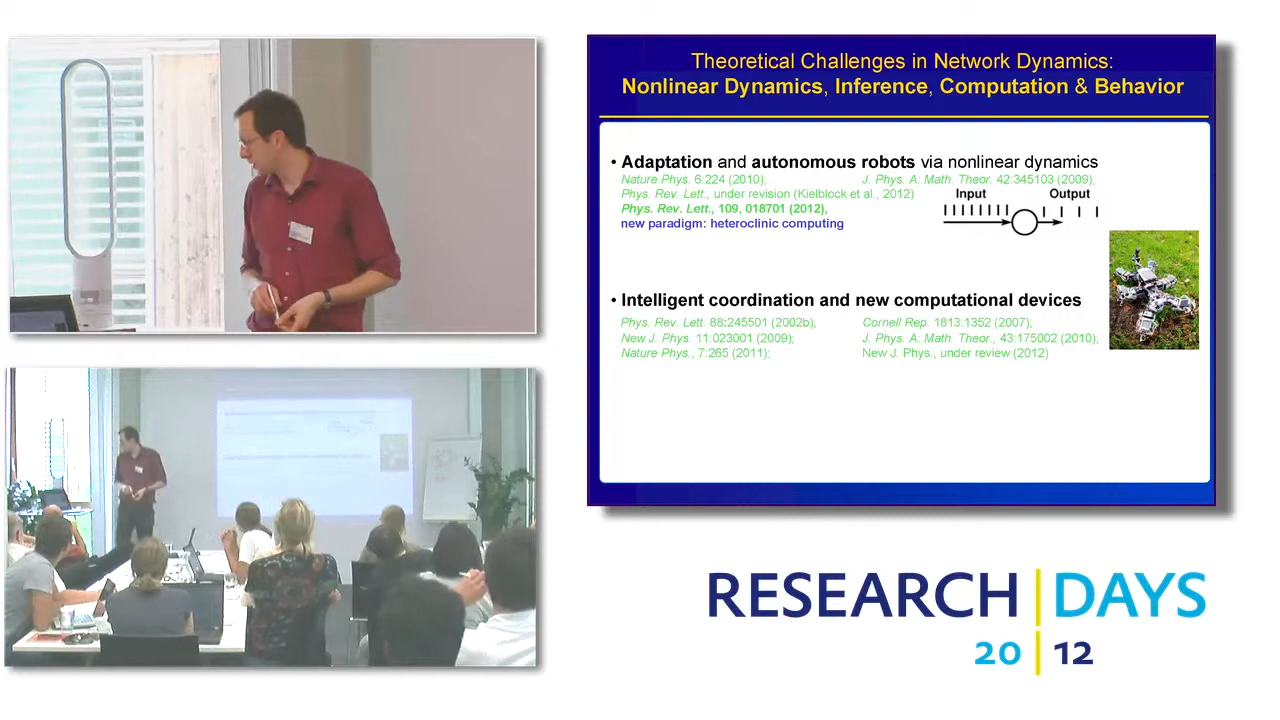 Theoretical Challenges in Network Dynamics:
Nonlinear Dynamics, Inference, Computation & Behavior
• Adaptation and autonomous robots via nonlinear dynamics
Nature Phys. 6:224 (2010);
J. Phys. A: Math. Theor. 42:345103 (2009);
Phys. Rev. Lett., under revision (Kielblock et al., 2012)
Phys. Rev. Lett., 109, 018701 (2012),
new paradigm: heteroclinic computing
Input
Output
• Intelligent coordination and new computational devices
Phys. Rev. Lett. 88:245501 (2002b);
Cornell Rep. 1813:1352 (2007);
New J. Phys. 11:023001 (2009);
J. Phys. A: Math. Theor., 43:175002 (2010);
Nature Phys., 7:265 (2011);
New J. Phys., under review (2012)
RESEARCH DAYS
20 12